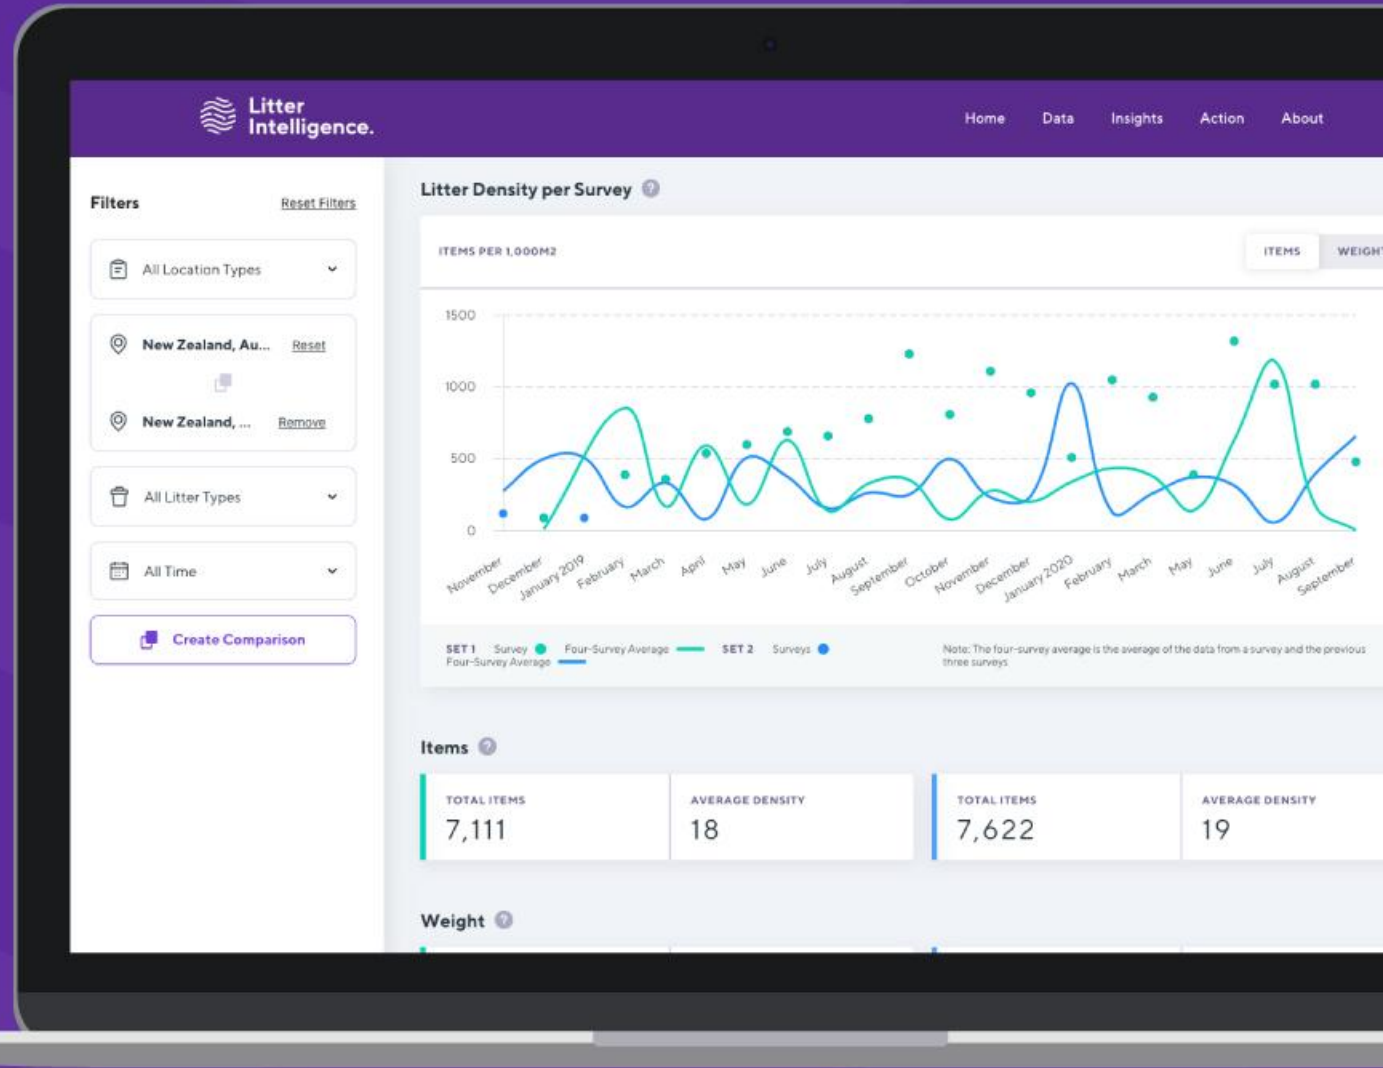 Litter
Intelligence.
Home Data Insights Action About
Filters Reset Filters
All Location Types
New Zealand, Au... Reset
New Zealand, ... Remove
All Litter Types
All Time
Create Comparison
Litter Density per Survey ?
ITEMS PER 1,000M2
ITEMS WEIGH
1500
1000
500
0
November December January 2019 February March April May June July August September October November December January 2020 February March May June July August September
SET 1 Survey Four-Survey Average SET 2 Surveys
Four-Survey Average
Note: The four-survey average is the average of the data from a survey and the previous
three surveys
Items ?
TOTAL ITEMS AVERAGE DENSITY TOTAL ITEMS AVERAGE DENSITY
7,111 18 7,622 19
Weight ?